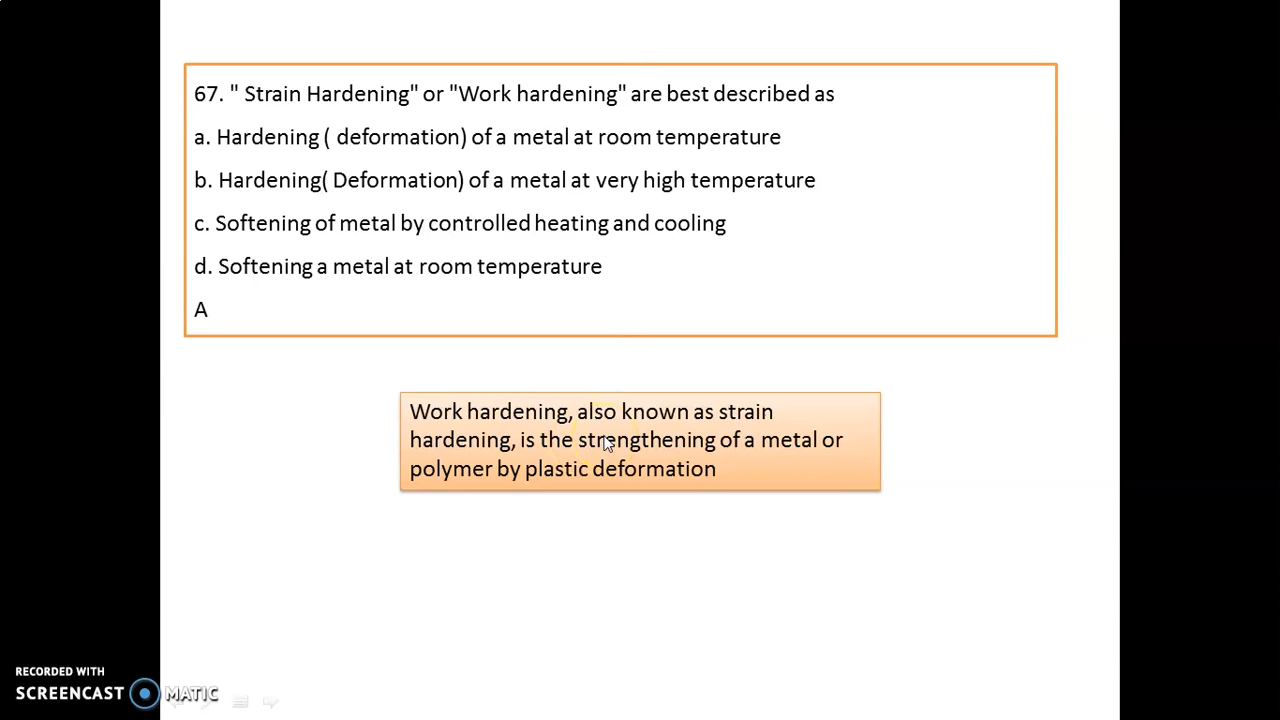 67. " Strain Hardening" or "Work hardening" are best described as
a. Hardening ( deformation) of a metal at room temperature
b. Hardening( Deformation) of a metal at very high temperature
c. Softening of metal by controlled heating and cooling
d. Softening a metal at room temperature
A
Work hardening, also known as strain
hardening, is the strengthening of a metal or
polymer by plastic deformation
RECORDED WITH
SCREENCAST MATIC